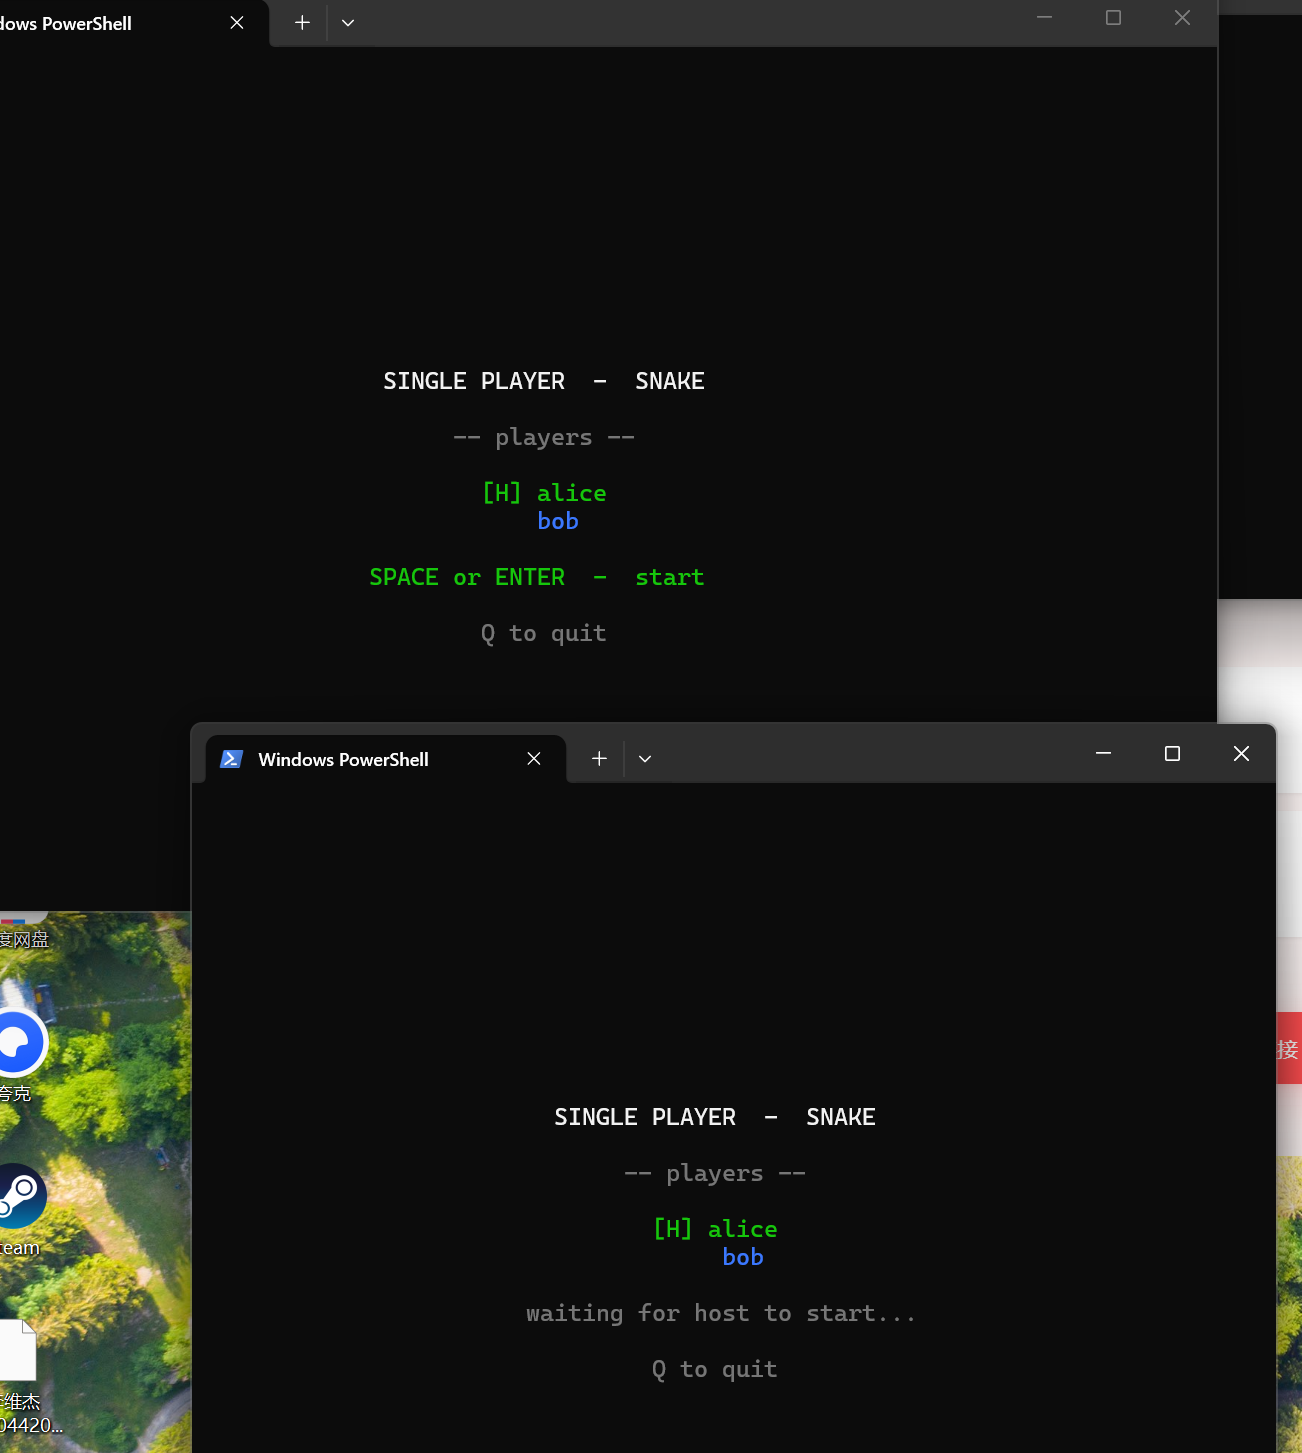 dows PowerShell
SINGLE PLAYER  -  SNAKE
-- players --
[H] alice
bob
SPACE or ENTER  -  start
Q to quit
Windows PowerShell
SINGLE PLAYER  -  SNAKE
-- players --
[H] alice
bob
waiting for host to start...
Q to quit
度网盘
夸克
team
维杰
04420...
接